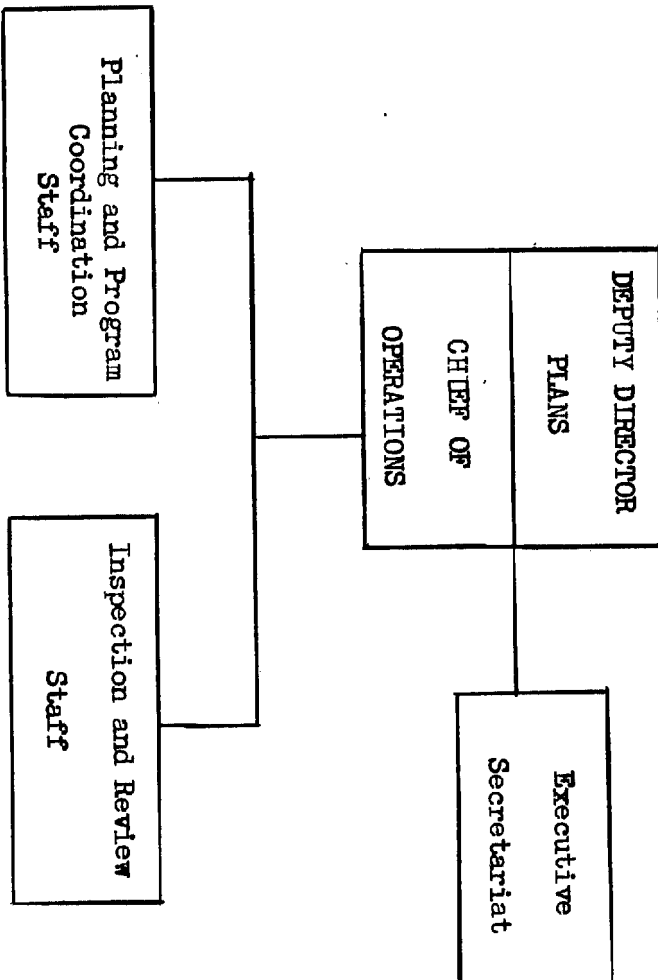 DEPUTY DIRECTOR
PLANS
CHIEF OF
OPERATIONS
Executive
Secretariat
Planning and Program
Coordination
Staff
Inspection and Review
Staff